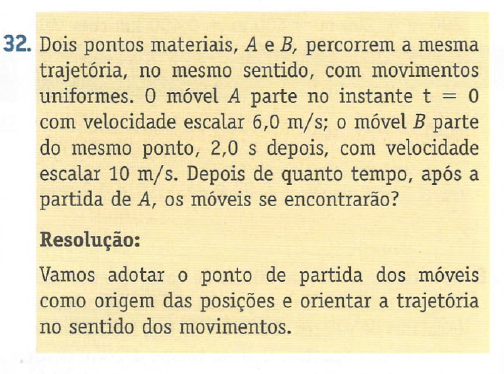 32. Dois pontos materiais, A e B, percorrem a mesma
trajetória, no mesmo sentido, com movimentos
uniformes. O móvel A parte no instante t = 0
com velocidade escalar 6,0 m/s; o móvel B parte
do mesmo ponto, 2,0 s depois, com velocidade
escalar 10 m/s. Depois de quanto tempo, após a
partida de A, os móveis se encontrarão?
Resolução:
Vamos adotar o ponto de partida dos móveis
como origem das posições e orientar a trajetória
no sentido dos movimentos.